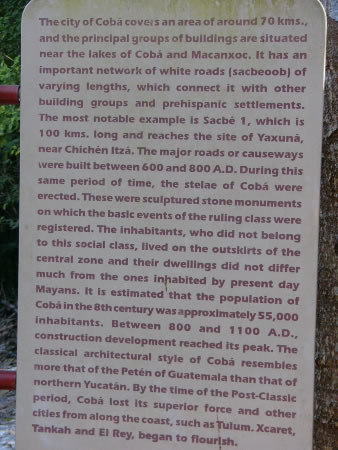 The city of Cobá covers an area of around 70 kms.,
and the principal groups of buildings are situated
near the lakes of Cobá and Macanxoc. It has an
important network of white roads (sacbeoob) of
varying lengths, which connect it with other
building groups and prehispanic settlements.
The most notable example is Sacbé 1, which is
100 kms. long and reaches the site of Yaxuná,
near Chichén Itzá. The major roads or causeways
were built between 600 and 800 A.D. During this
same period of time, the stelae of Cobá were
erected. These were sculptured stone monuments
on which the basic events of the ruling class were
registered. The inhabitants, who did not belong
to this social class, lived on the outskirts of the
central zone and their dwellings did not differ
much from the ones inhabited by present day
Mayans. It is estimated that the population of
Cobá in the 8th century was approximately 55,000
inhabitants. Between 800 and 1100 A.D.,
construction development reached its peak. The
classical architectural style of Cobá resembles
more that of the Petén of Guatemala than that of
northern Yucatán. By the time of the Post-Classic
period, Cobá lost its superior force and other
cities from along the coast, such as Tulum. Xcaret,
Tankah and El Rey, began to flourish.